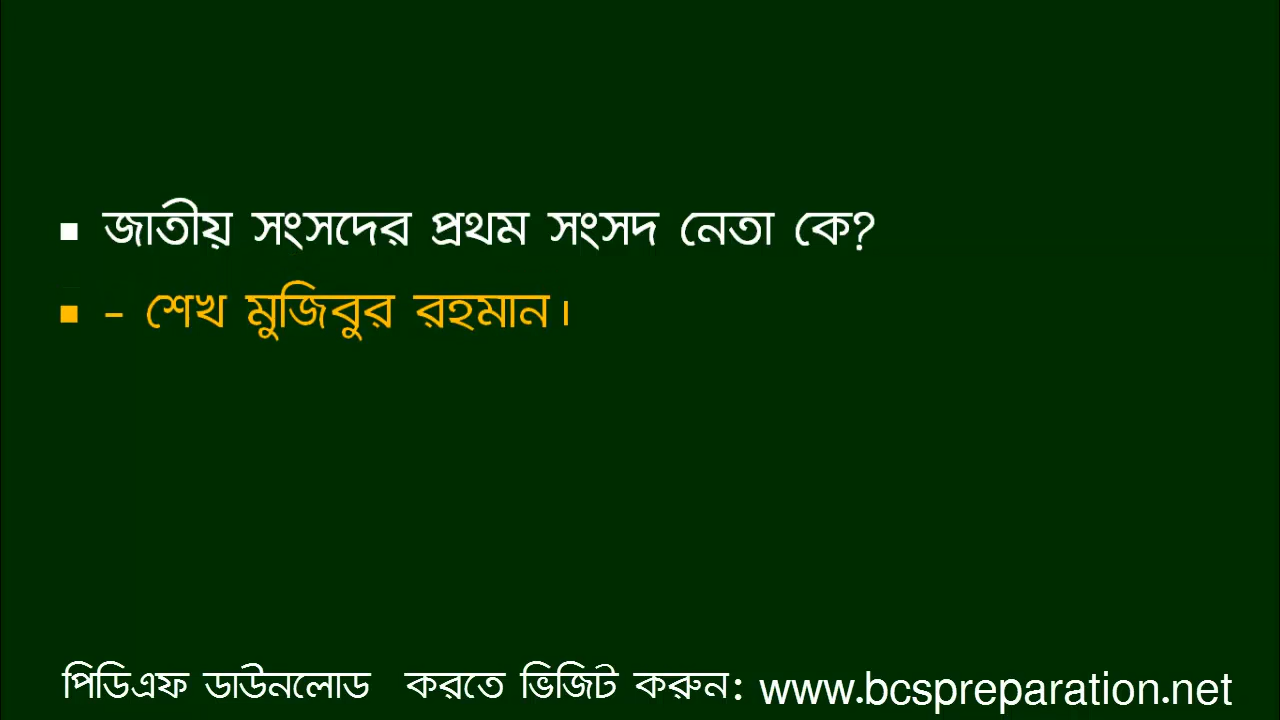 ▪ জাতীয় সংসদের প্রথম সংসদ নেতা কে?
▪ - শেখ মুজিবুর রহমান।
পিডিএফ ডাউনলোড করতে ভিজিট করুন: www.bcspreparation.net